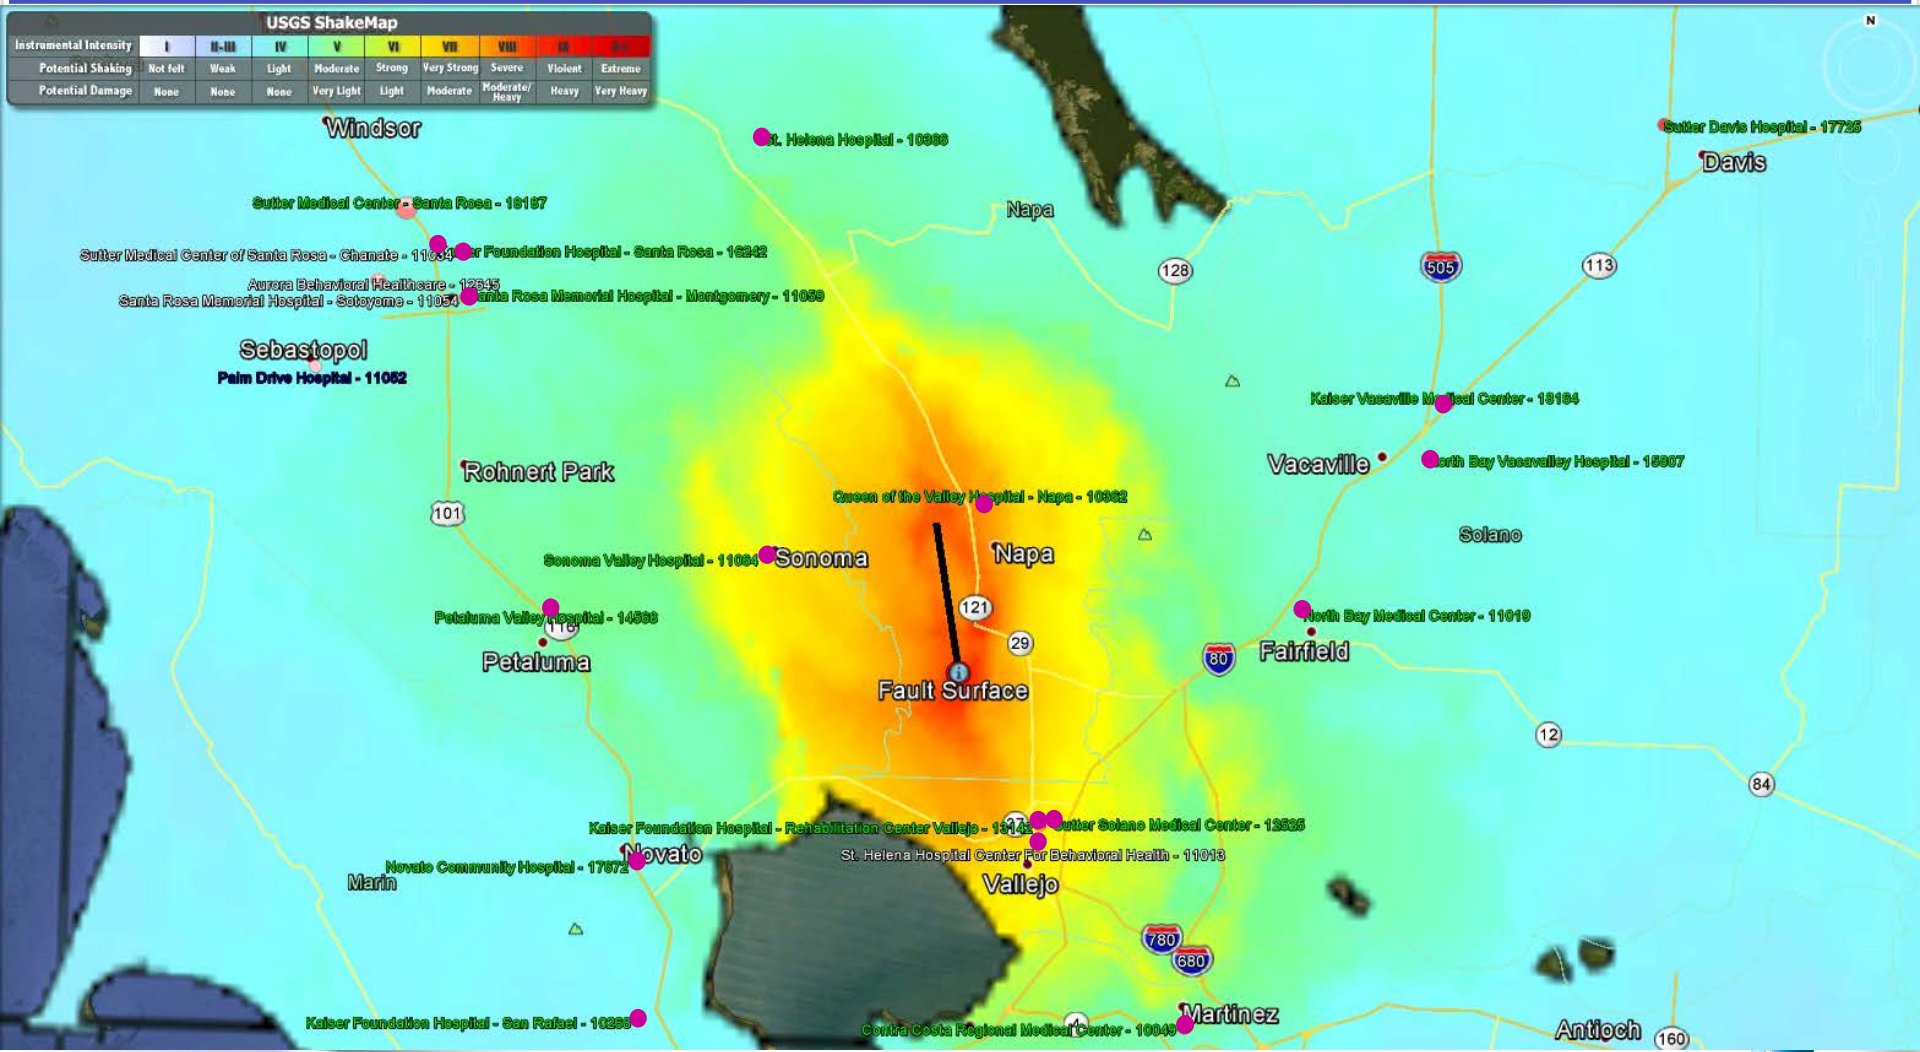 USGS ShakeMap
Instrumental Intensity I II-III IV V VI VII VIII IX X+
Potential Shaking Not felt Weak Light Moderate Strong Very Strong Severe Violent Extreme
Potential Damage None None None Very Light Light Moderate Moderate/Heavy Heavy Very Heavy
N
Windsor
St. Helena Hospital - 10366
Sutter Davis Hospital - 17725
Davis
Sutter Medical Center - Santa Rosa - 18187
Napa
Sutter Medical Center of Santa Rosa - Chanate - 11034
Foundation Hospital - Santa Rosa - 16242
128
505
113
Aurora Behavioral Healthcare - 12645
Santa Rosa Memorial Hospital - Sotoyome - 11054
Santa Rosa Memorial Hospital - Montgomery - 11059
Sebastopol
Palm Drive Hospital - 11052
Kaiser Vacaville Medical Center - 18164
Vacaville
North Bay Vacavalley Hospital - 15907
Rohnert Park
Queen of the Valley Hospital - Napa - 10362
101
Solano
Sonoma Valley Hospital - 11064
Sonoma
Napa
121
Petaluma Valley Hospital - 14568
116
North Bay Medical Center - 11019
29
80
Fairfield
Petaluma
Fault Surface
12
84
Kaiser Foundation Hospital - Rehabilitation Center Vallejo - 13142
37
Sutter Solano Medical Center - 12525
Novato
St. Helena Hospital Center For Behavioral Health - 11013
Novato Community Hospital - 17672
Marin
Vallejo
780
680
Kaiser Foundation Hospital - San Rafael - 10266
Contra Costa Regional Medical Center - 10049
4
Martinez
Antioch
160